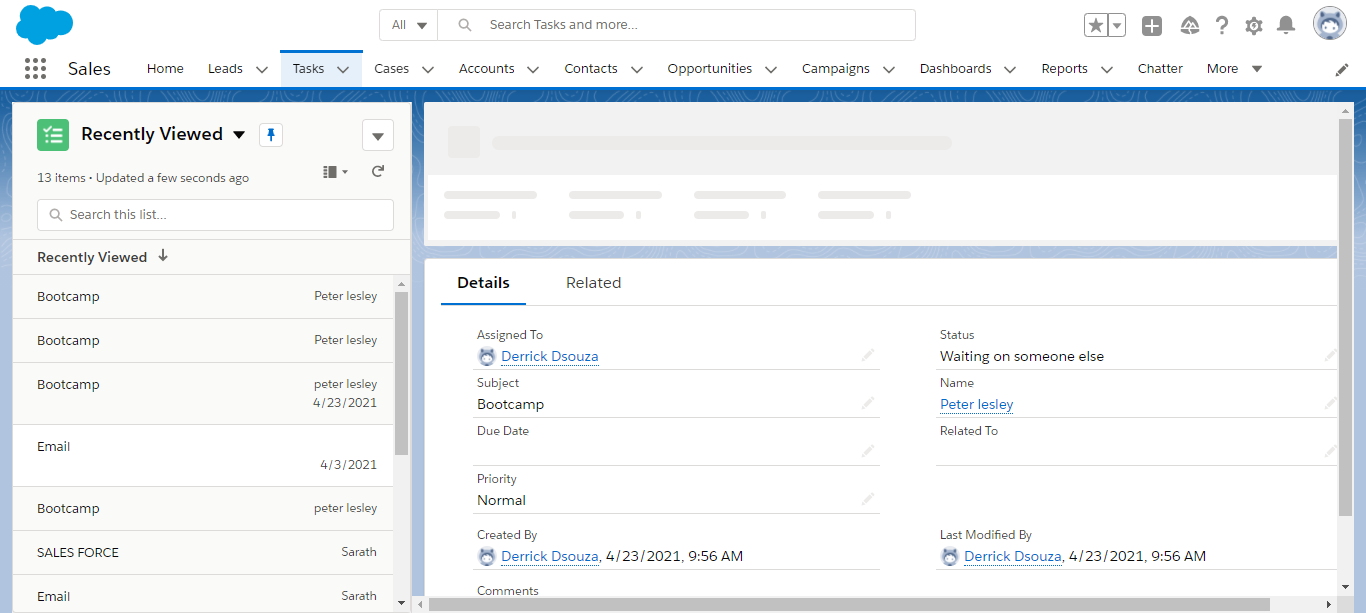 All
Search Tasks and more...
Sales
Home
Leads
Tasks
Cases
Accounts
Contacts
Opportunities
Campaigns
Dashboards
Reports
Chatter
More
Recently Viewed
13 items • Updated a few seconds ago
Search this list...
Recently Viewed
Bootcamp Peter lesley
Bootcamp Peter lesley
Bootcamp peter lesley
4/23/2021
Email
4/3/2021
Bootcamp peter lesley
SALES FORCE Sarath
Email Sarath
Details Related
Assigned To
Derrick Dsouza
Status
Waiting on someone else
Subject
Bootcamp
Name
Peter lesley
Due Date
Related To
Priority
Normal
Created By
Derrick Dsouza, 4/23/2021, 9:56 AM
Last Modified By
Derrick Dsouza, 4/23/2021, 9:56 AM
Comments